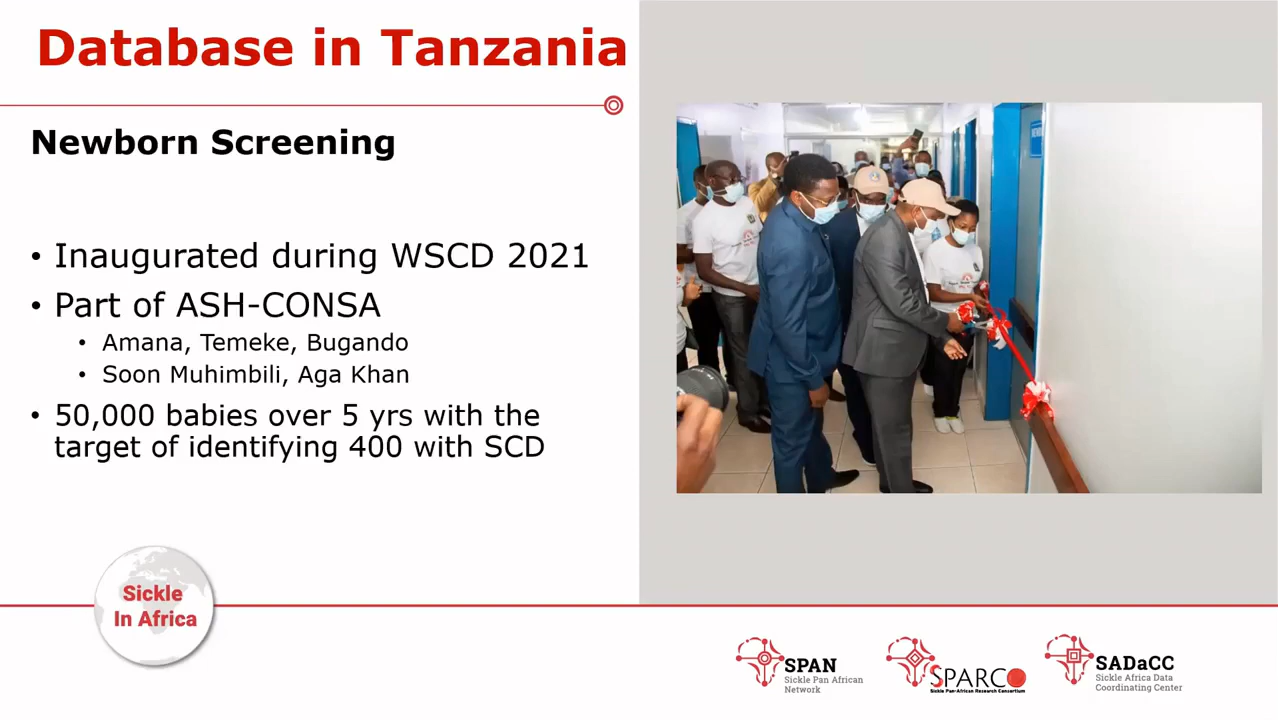 Database in Tanzania
Newborn Screening
• Inaugurated during WSCD 2021
• Part of ASH-CONSA
• Amana, Temeke, Bugando
• Soon Muhimbili, Aga Khan
• 50,000 babies over 5 yrs with the
target of identifying 400 with SCD
Sickle
In Africa
SPAN
Sickle Pan African
Network
SPARCO
Sickle Pan-African Research Consortium
SADaCC
Sickle Africa Data
Coordinating Center